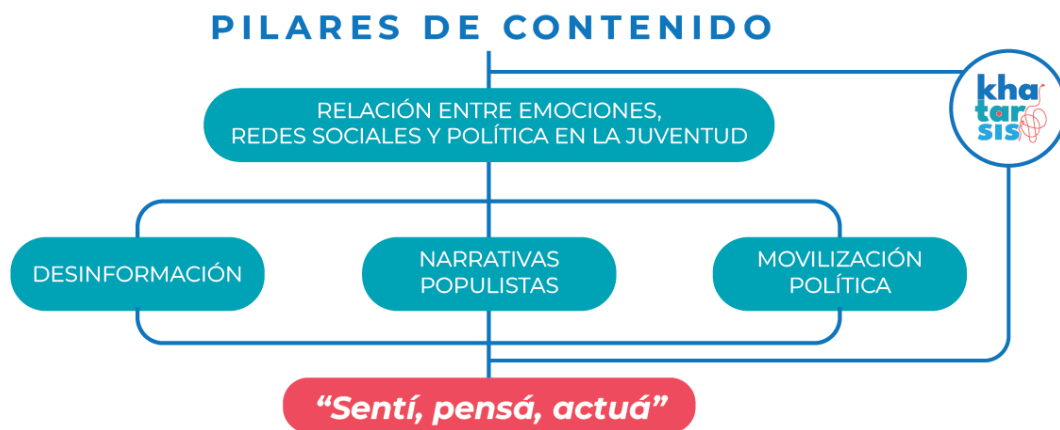 PILARES DE CONTENIDO
RELACIÓN ENTRE EMOCIONES,
REDES SOCIALES Y POLÍTICA EN LA JUVENTUD
kha
tar
sis
DESINFORMACIÓN
NARRATIVAS
POPULISTAS
MOVILIZACIÓN
POLÍTICA
“Sentí, pensá, actuá”